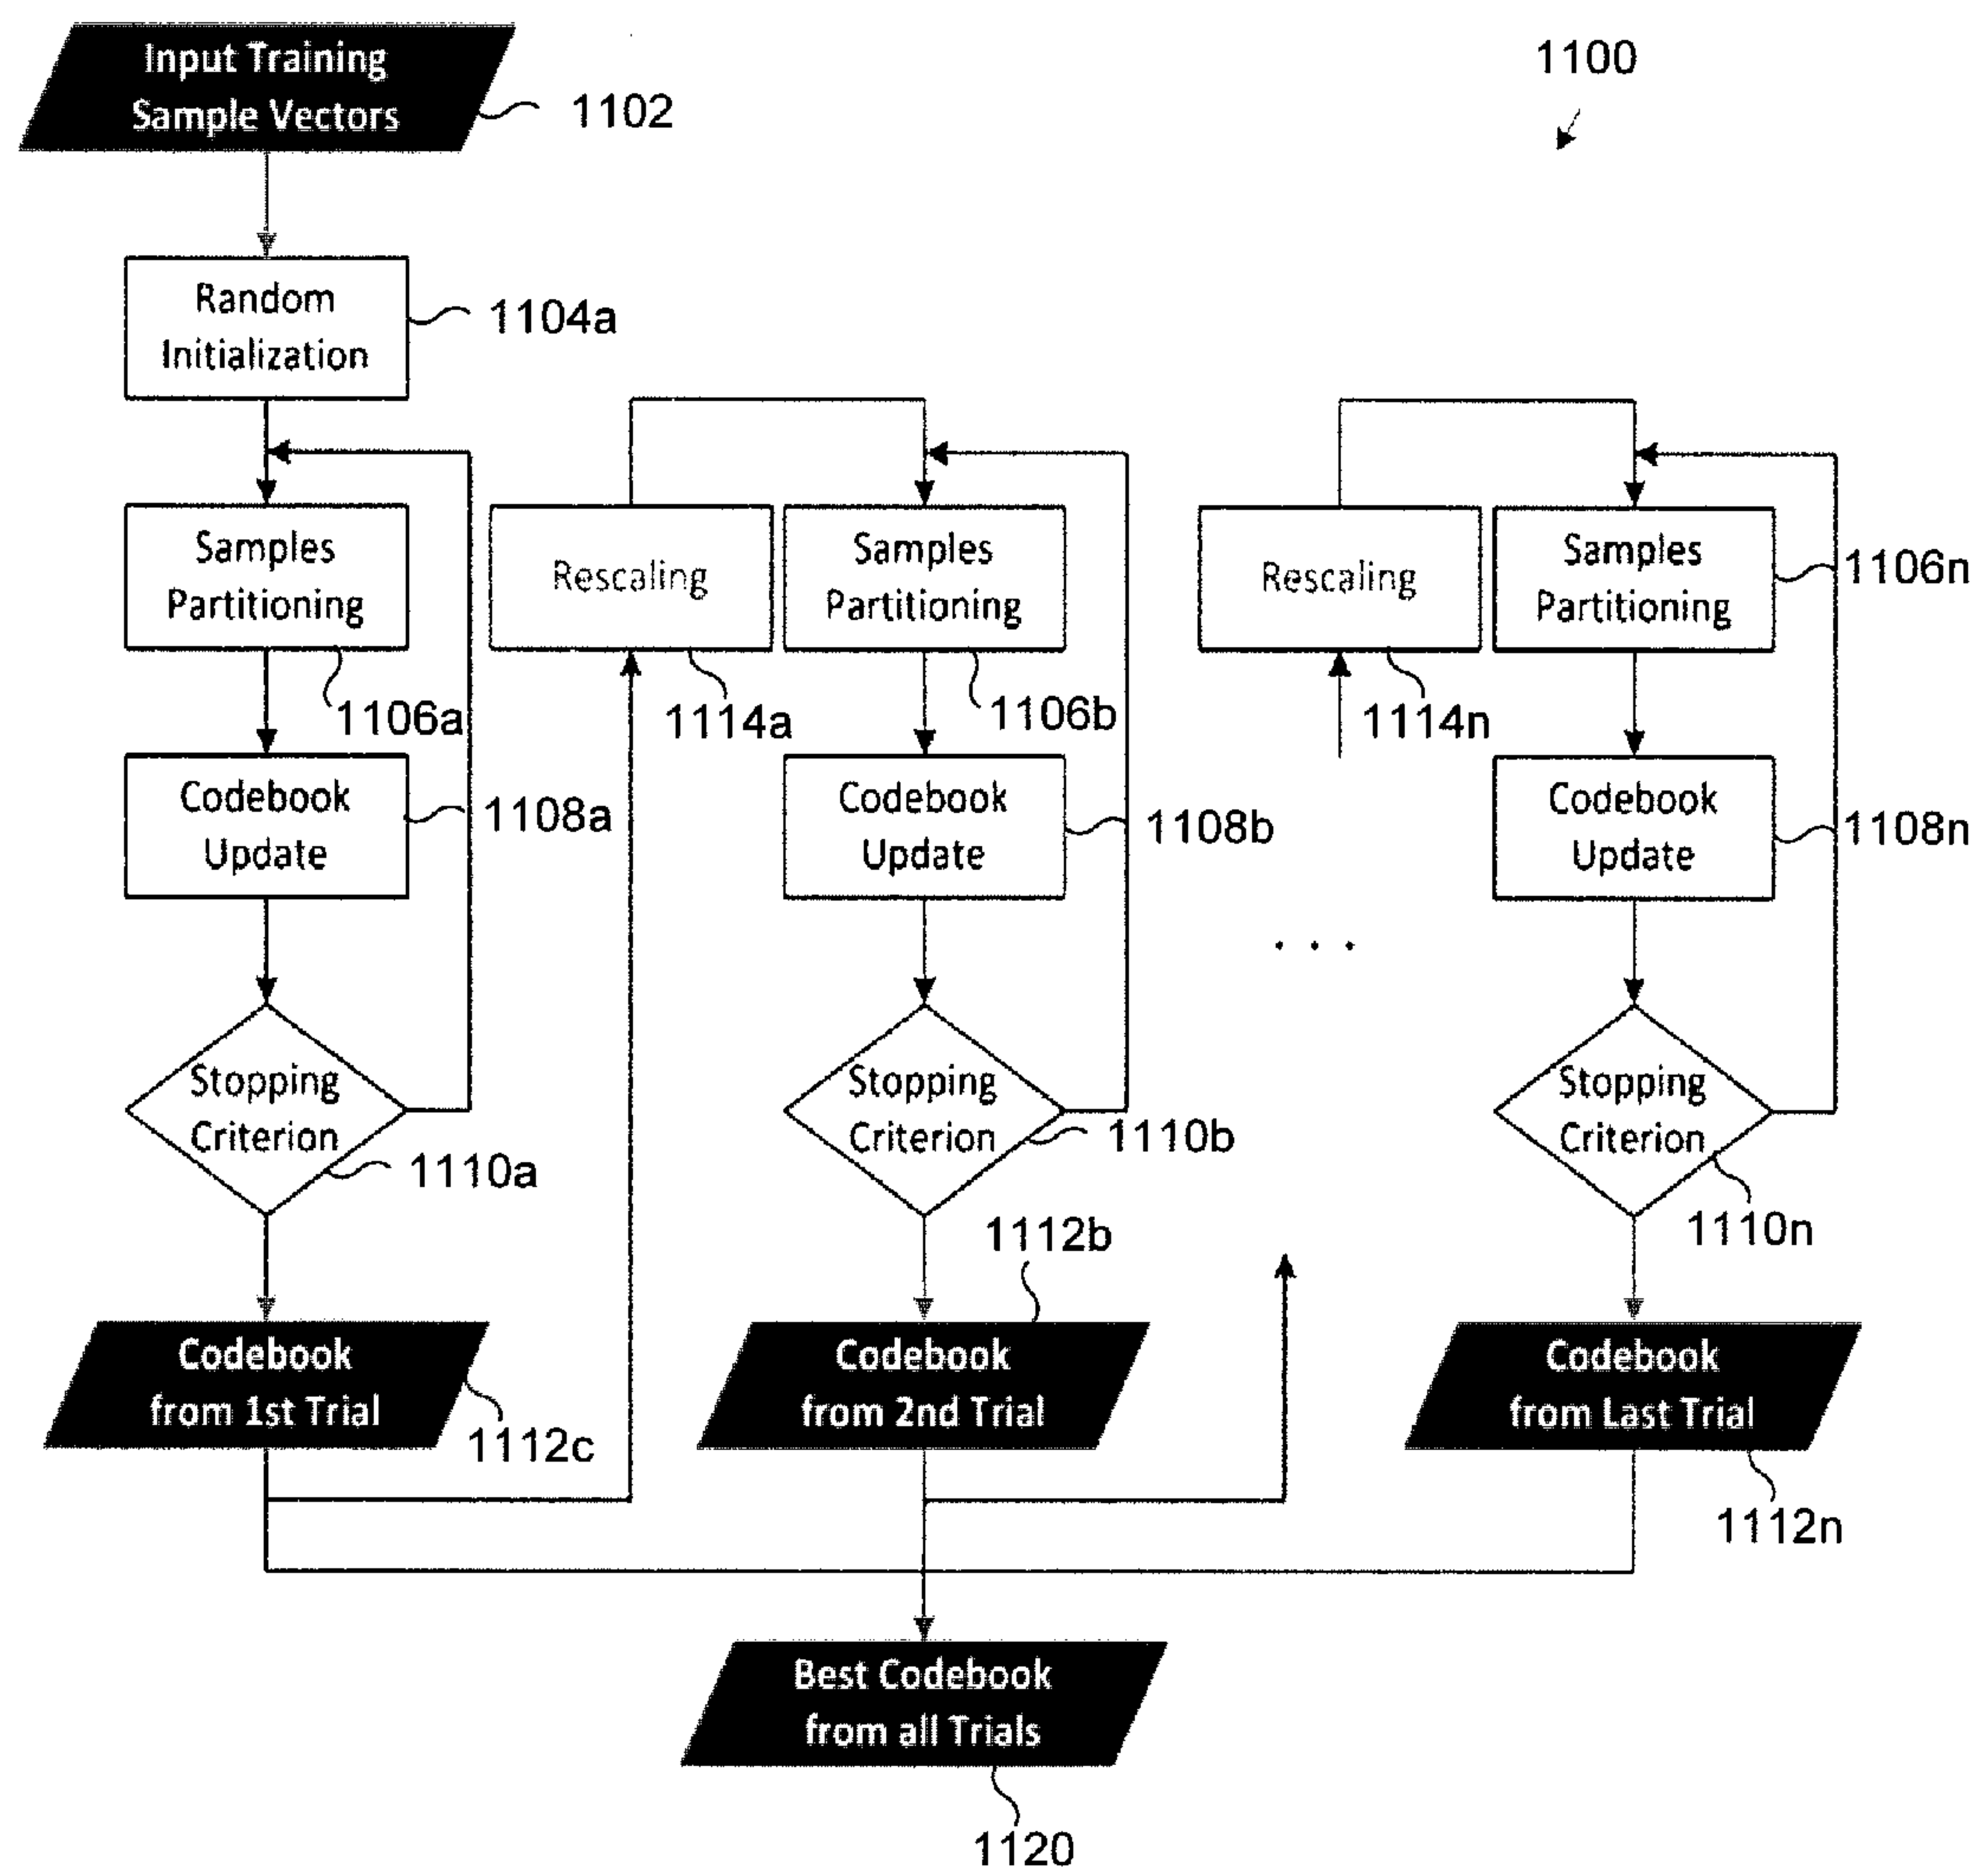 Input Training
Sample Vectors
1102
1100
Random
Initialization
1104a
Samples
Partitioning
1106a
Rescaling
1114a
Samples
Partitioning
1106b
Rescaling
1114n
Samples
Partitioning
1106n
Codebook
Update
1108a
Codebook
Update
1108b
. . .
Codebook
Update
1108n
Stopping
Criterion
1110a
Stopping
Criterion
1110b
Stopping
Criterion
1110n
Codebook
from 1st Trial
1112c
1112b
Codebook
from 2nd Trial
Codebook
from Last Trial
1112n
Best Codebook
from all Trials
1120